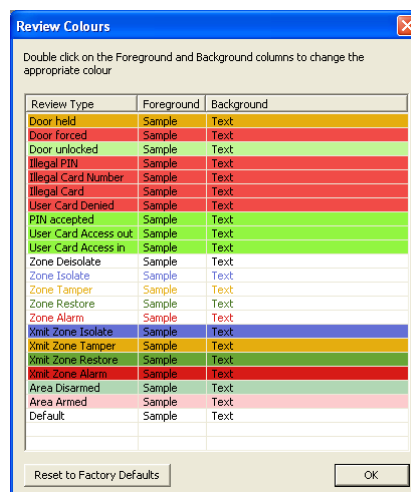 Review Colours
Double click on the Foreground and Background columns to change the
appropriate colour
Review Type Foreground Background
Door held Sample Text
Door forced Sample Text
Door unlocked Sample Text
Illegal PIN Sample Text
Illegal Card Number Sample Text
Illegal Card Sample Text
User Card Denied Sample Text
PIN accepted Sample Text
User Card Access out Sample Text
User Card Access in Sample Text
Zone Deisolate Sample Text
Zone Isolate Sample Text
Zone Tamper Sample Text
Zone Restore Sample Text
Zone Alarm Sample Text
Xmit Zone Isolate Sample Text
Xmit Zone Tamper Sample Text
Xmit Zone Restore Sample Text
Xmit Zone Alarm Sample Text
Area Disarmed Sample Text
Area Armed Sample Text
Default Sample Text
Reset to Factory Defaults OK